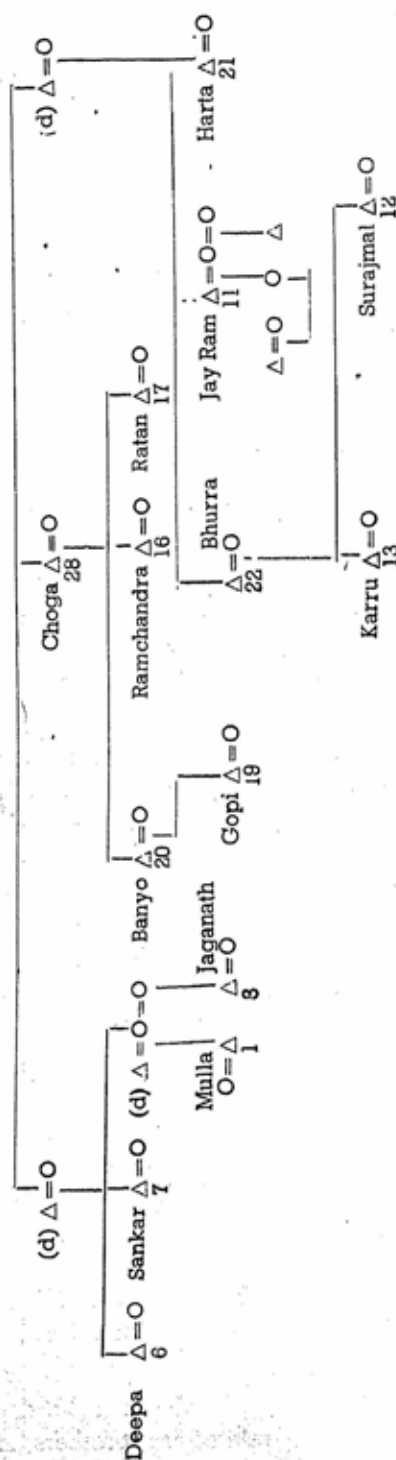 (d) Δ=O
Choga Δ=O
28
(d) Δ=O
Deepa Δ=O
6
Sankar Δ=O
7
(d) Δ=O=O
Banyo Δ=O
20
Ramchandra Δ=O
16
Ratan Δ=O
17
Mulla O=Δ
1
Jaganath Δ=O
8
Gopi Δ=O
19
Bhurra Δ=O
22
Jay Ram Δ=O=O
11
Harta Δ=O
21
Δ=O
O
Δ
Karru Δ=O
13
Surajmal Δ=O
12